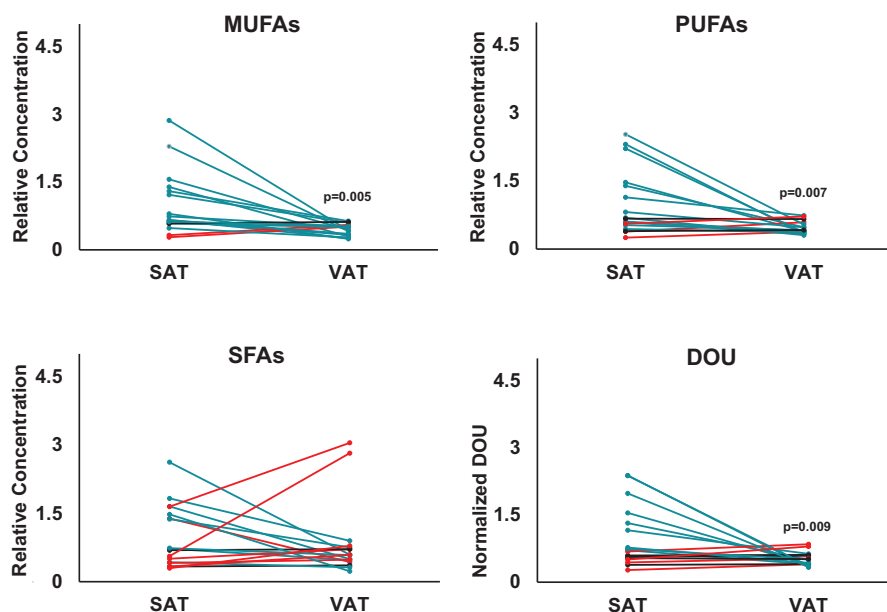 MUFAs
4.5
3
1.5
0
Relative Concentration
p=0.005
SAT VAT
PUFAs
4.5
3
1.5
0
Relative Concentration
p=0.007
SAT VAT
SFAs
4.5
3
1.5
0
Relative Concentration
SAT VAT
DOU
4.5
3
1.5
0
Normalized DOU
p=0.009
SAT VAT